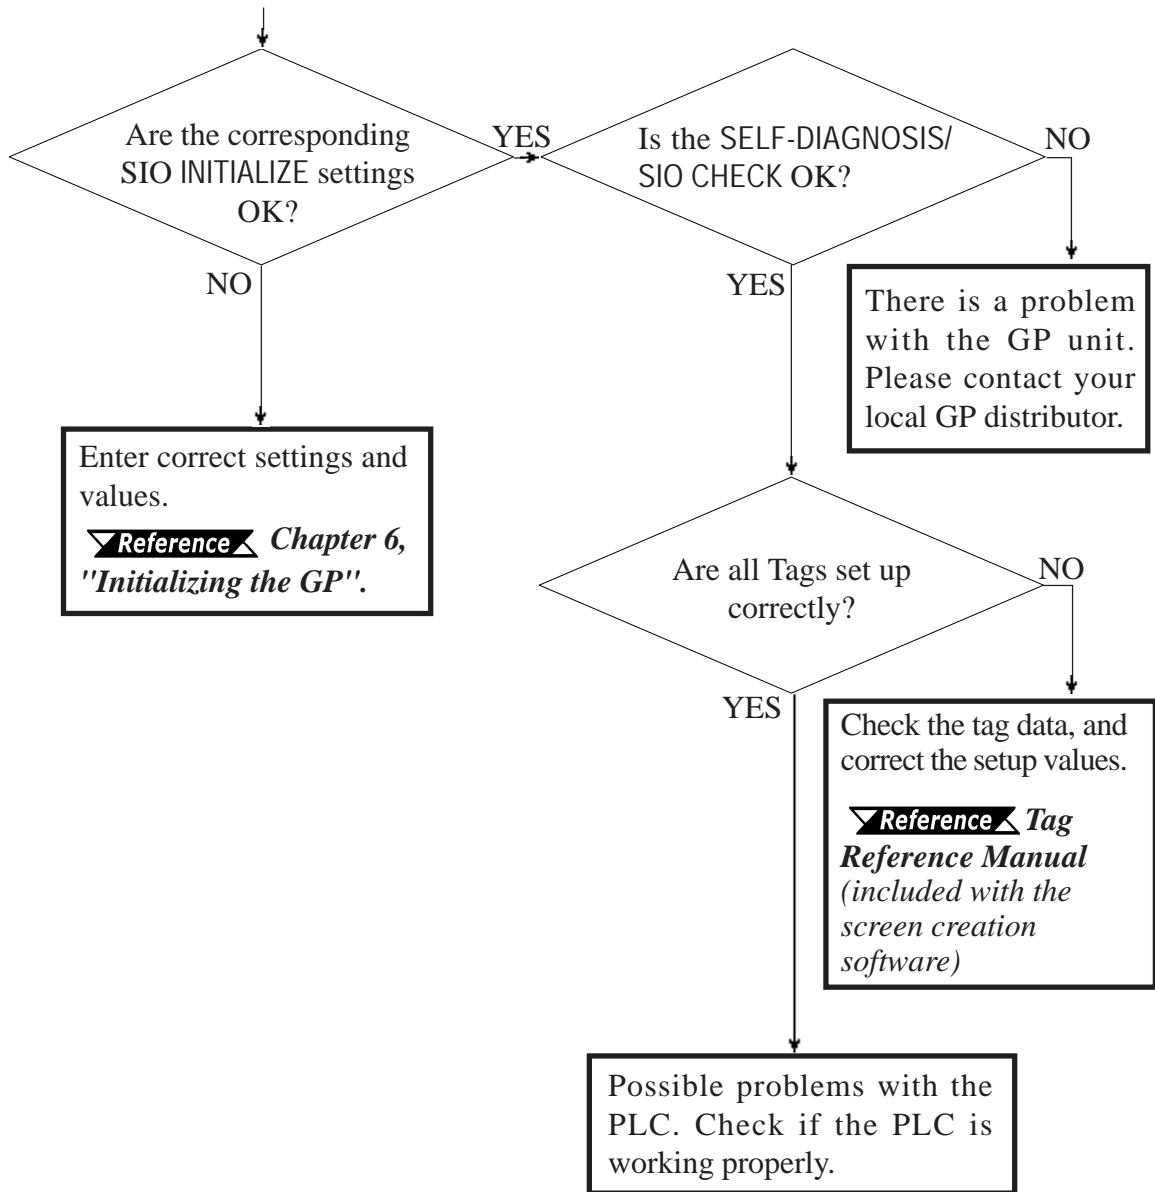 Are the corresponding
SIO INITIALIZE settings
OK?
YES
NO
Is the SELF-DIAGNOSIS/
SIO CHECK OK?
NO
YES
There is a problem
with the GP unit.
Please contact your
local GP distributor.
Enter correct settings and
values.
Reference Chapter 6,
"Initializing the GP".
Are all Tags set up
correctly?
NO
YES
Check the tag data, and
correct the setup values.
Reference Tag
Reference Manual
(included with the
screen creation
software)
Possible problems with the
PLC. Check if the PLC is
working properly.